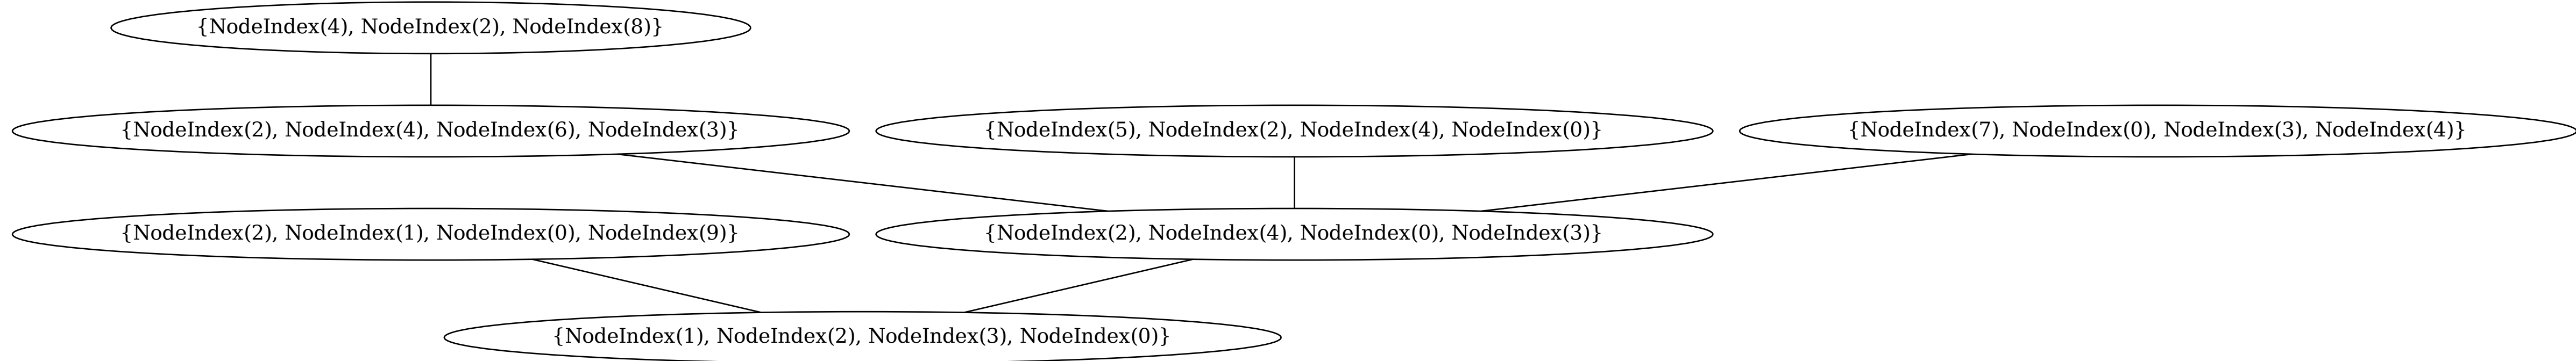 {NodeIndex(4), NodeIndex(2), NodeIndex(8)}
{NodeIndex(2), NodeIndex(4), NodeIndex(6), NodeIndex(3)}
{NodeIndex(5), NodeIndex(2), NodeIndex(4), NodeIndex(0)}
{NodeIndex(7), NodeIndex(0), NodeIndex(3), NodeIndex(4)}
{NodeIndex(2), NodeIndex(1), NodeIndex(0), NodeIndex(9)}
{NodeIndex(2), NodeIndex(4), NodeIndex(0), NodeIndex(3)}
{NodeIndex(1), NodeIndex(2), NodeIndex(3), NodeIndex(0)}